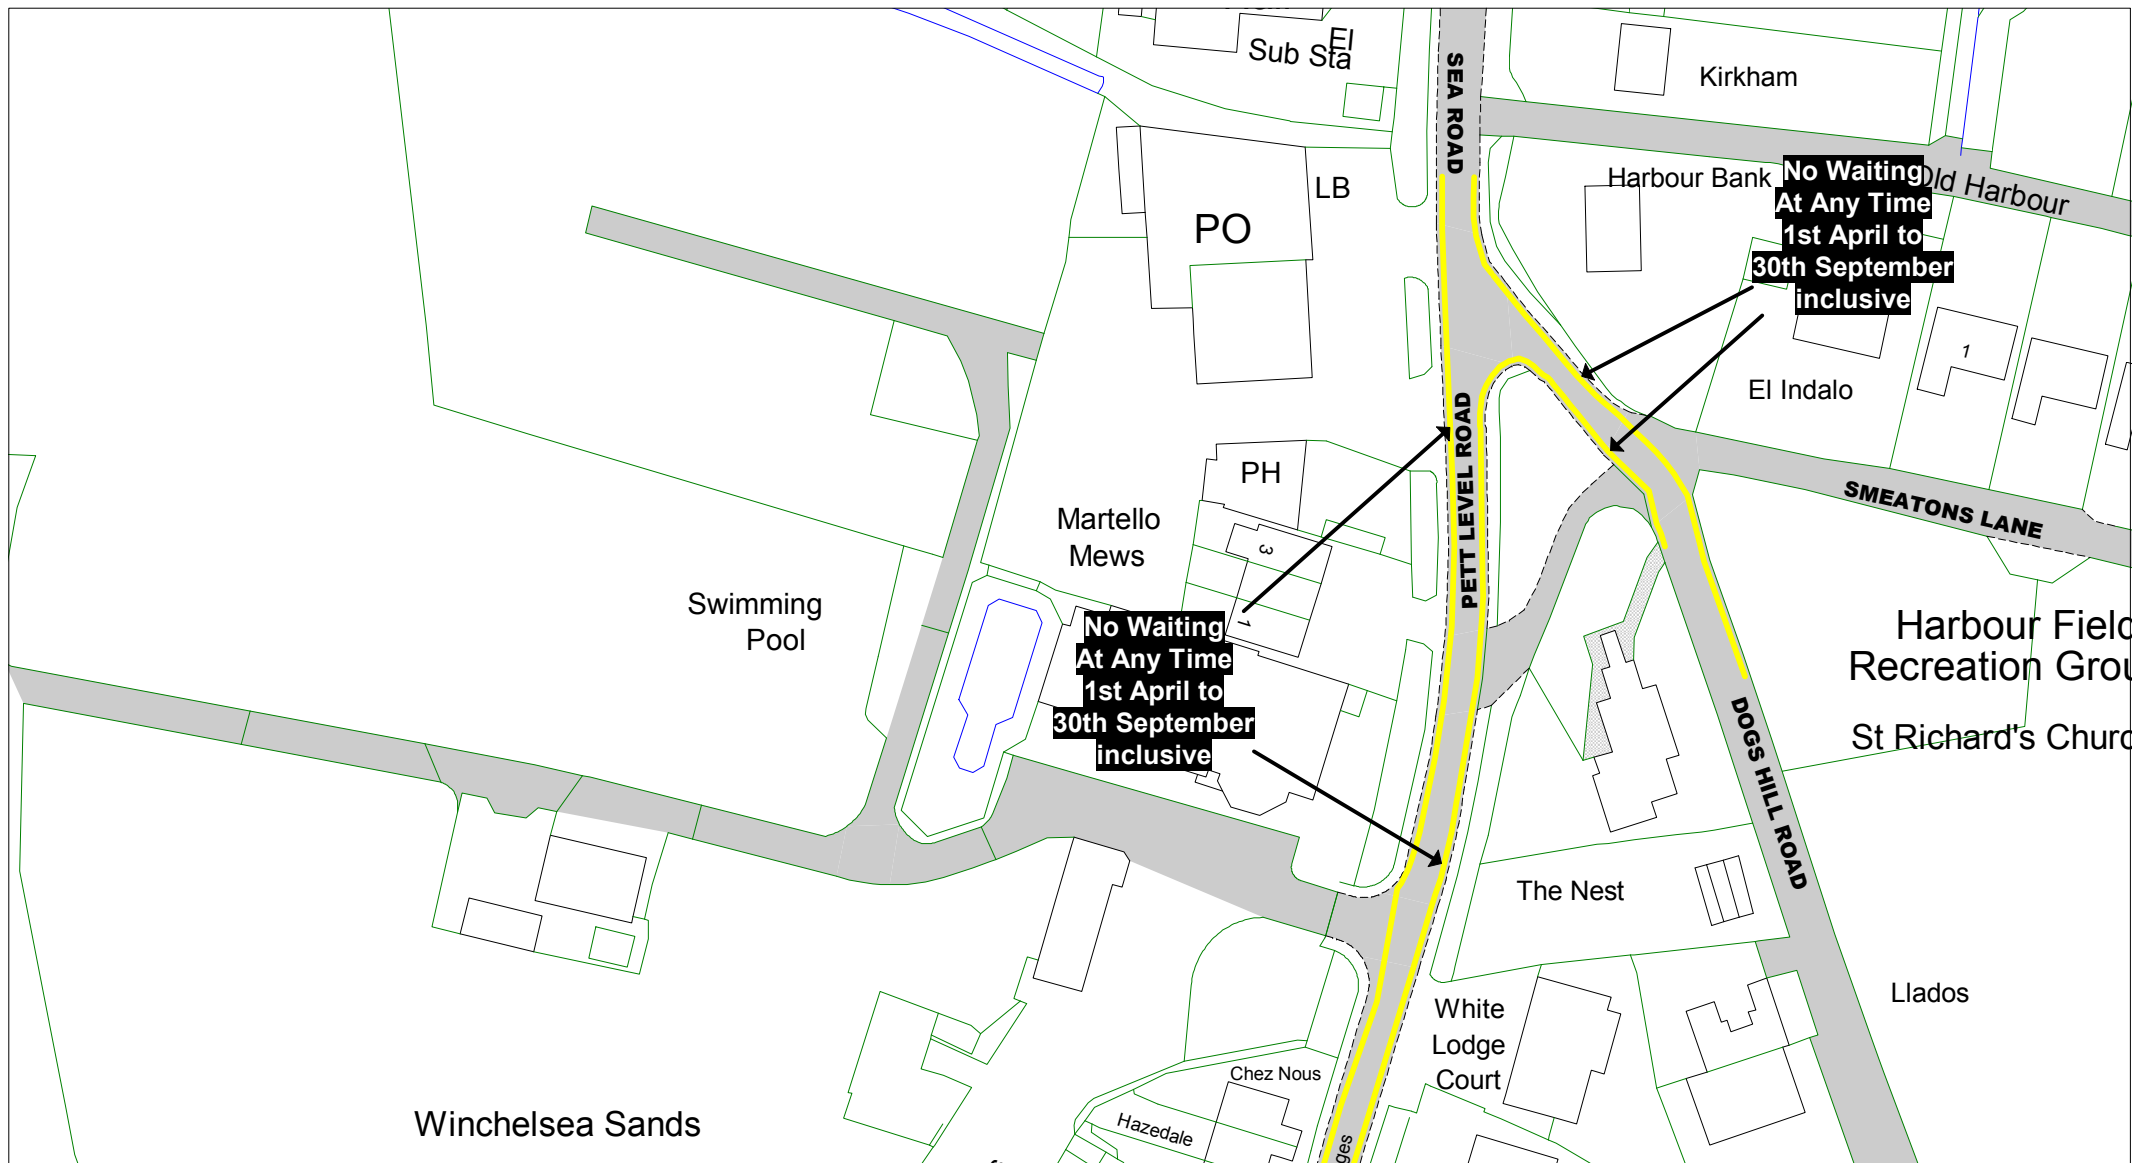 El
Sub Sta
SEA ROAD
Kirkham
LB
Harbour Bank
No Waiting
At Any Time
1st April to
30th September
inclusive
Old Harbour
PO
1
El Indalo
PETT LEVEL ROAD
PH
SMEATONS LANE
Martello
Mews
3
1
Swimming
Pool
No Waiting
At Any Time
1st April to
30th September
inclusive
Harbour Field
Recreation Grou
St Richard's Churc
DOGS HILL ROAD
The Nest
Llados
White
Lodge
Court
Chez Nous
Hazedale
Winchelsea Sands
ges